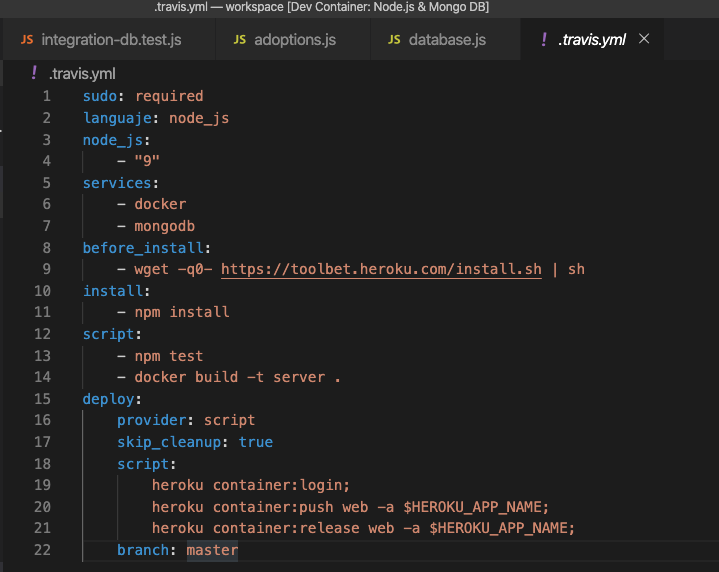 .travis.yml — workspace [Dev Container: Node.js & Mongo DB]
JS integration-db.test.js JS adoptions.js JS database.js ! .travis.yml ×
! .travis.yml
1 sudo: required
2 languaje: node_js
3 node_js:
4 - "9"
5 services:
6 - docker
7 - mongodb
8 before_install:
9 - wget -q0- https://toolbet.heroku.com/install.sh | sh
10 install:
11 - npm install
12 script:
13 - npm test
14 - docker build -t server .
15 deploy:
16 provider: script
17 skip_cleanup: true
18 script:
19 heroku container:login;
20 heroku container:push web -a $HEROKU_APP_NAME;
21 heroku container:release web -a $HEROKU_APP_NAME;
22 branch: master